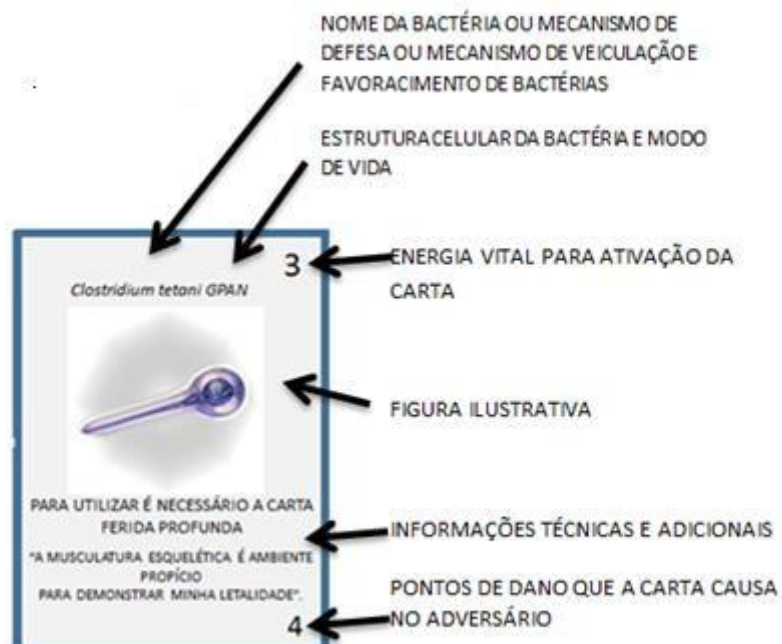 NOME DA BACTÉRIA OU MECANISMO DE
DEFESA OU MECANISMO DE VEICULAÇÃO E
FAVORACIMENTO DE BACTÉRIAS
ESTRUTURA CELULAR DA BACTÉRIA E MODO
DE VIDA
3
ENERGIA VITAL PARA ATIVAÇÃO DA
CARTA
Clostridium tetani GPAN
FIGURA ILUSTRATIVA
PARA UTILIZAR É NECESSÁRIO A CARTA
FERIDA PROFUNDA
"A MUSCULATURA ESQUELÉTICA É AMBIENTE
PROPÍCIO
PARA DEMONSTRAR MINHA LETALIDADE".
INFORMAÇÕES TÉCNICAS E ADICIONAIS
4
PONTOS DE DANO QUE A CARTA CAUSA
NO ADVERSÁRIO